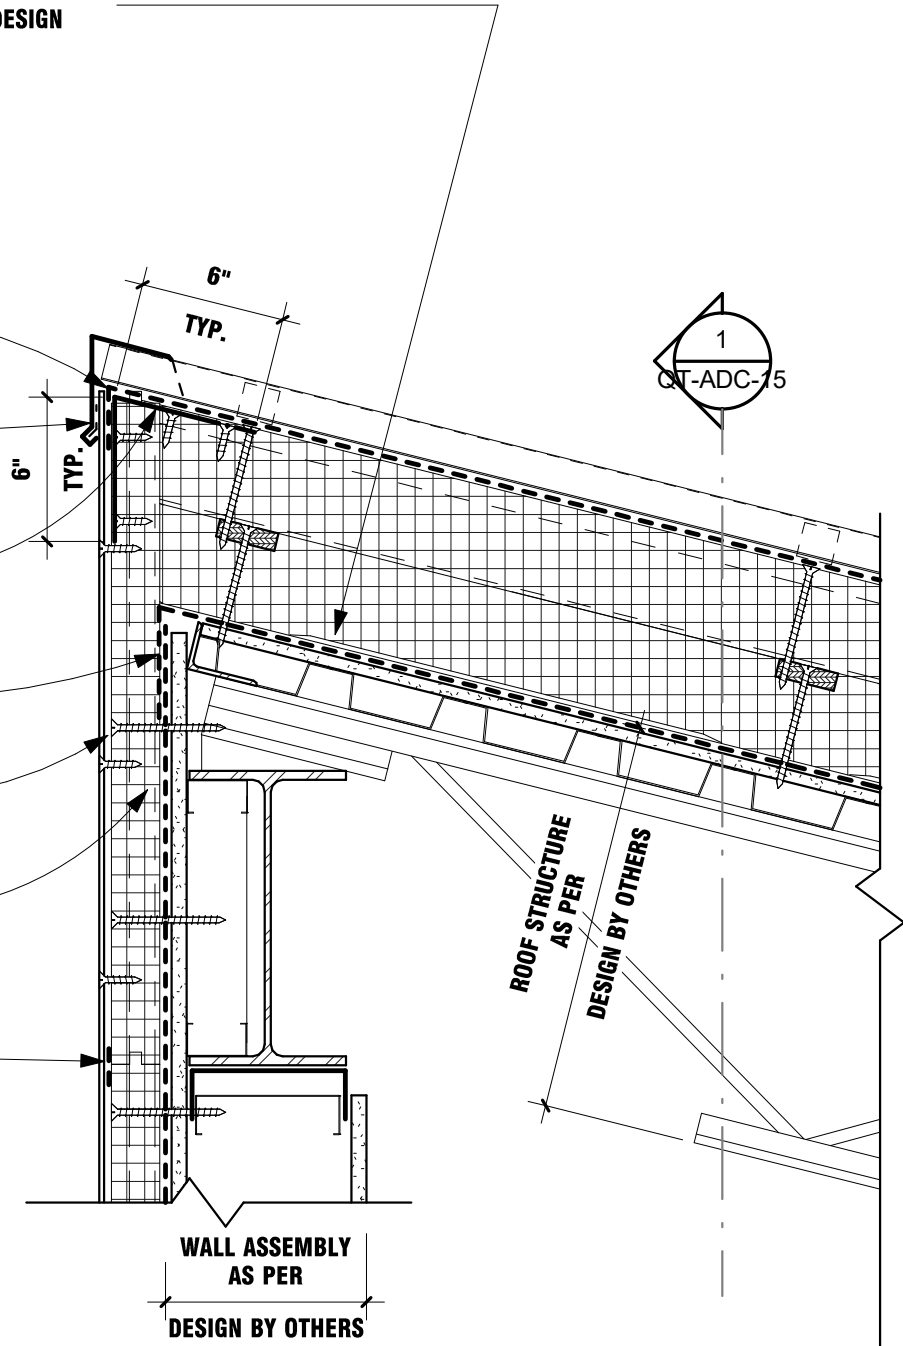 DESIGN
6"
TYP.
1
QT-ADC-15
6"
TYP.
ROOF STRUCTURE
AS PER
DESIGN BY OTHERS
WALL ASSEMBLY
AS PER
DESIGN BY OTHERS